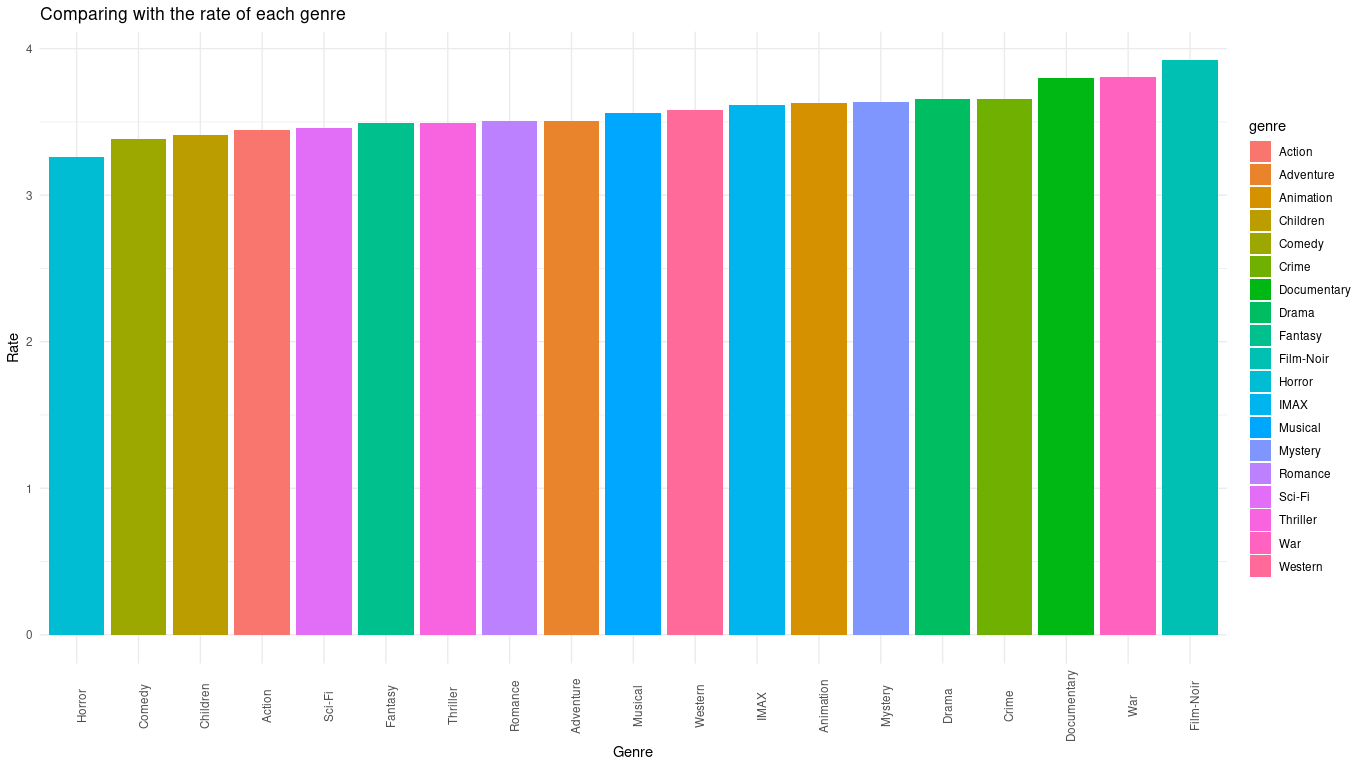 Comparing with the rate of each genre
Rate
4
3
2
1
0
Horror
Comedy
Children
Action
Sci-Fi
Fantasy
Thriller
Romance
Adventure
Musical
Western
IMAX
Animation
Mystery
Drama
Crime
Documentary
War
Film-Noir
Genre
genre
Action
Adventure
Animation
Children
Comedy
Crime
Documentary
Drama
Fantasy
Film-Noir
Horror
IMAX
Musical
Mystery
Romance
Sci-Fi
Thriller
War
Western